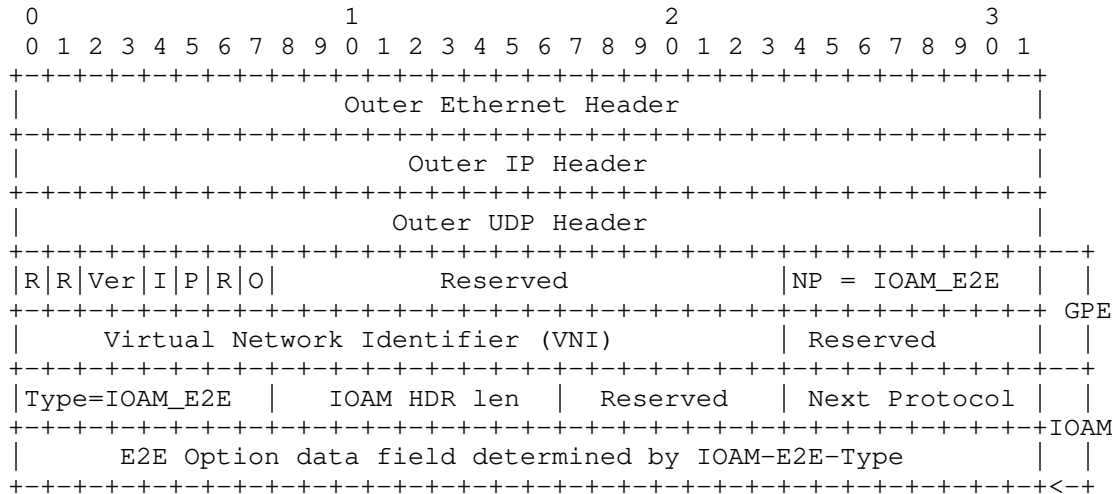 0                   1                   2                   3
 0 1 2 3 4 5 6 7 8 9 0 1 2 3 4 5 6 7 8 9 0 1 2 3 4 5 6 7 8 9 0 1
+-+-+-+-+-+-+-+-+-+-+-+-+-+-+-+-+-+-+-+-+-+-+-+-+-+-+-+-+-+-+-+-+
|                    Outer Ethernet Header                      |
+-+-+-+-+-+-+-+-+-+-+-+-+-+-+-+-+-+-+-+-+-+-+-+-+-+-+-+-+-+-+-+-+
|                        Outer IP Header                        |
+-+-+-+-+-+-+-+-+-+-+-+-+-+-+-+-+-+-+-+-+-+-+-+-+-+-+-+-+-+-+-+-+
|                       Outer UDP Header                        |
+-+-+-+-+-+-+-+-+-+-+-+-+-+-+-+-+-+-+-+-+-+-+-+-+-+-+-+-+-+-+-+-+--+
|R|R|Ver|I|P|R|O|          Reserved             |NP = IOAM_E2E  |  |
+-+-+-+-+-+-+-+-+-+-+-+-+-+-+-+-+-+-+-+-+-+-+-+-+-+-+-+-+-+-+-+-+ GPE
|     Virtual Network Identifier (VNI)          | Reserved      |  |
+-+-+-+-+-+-+-+-+-+-+-+-+-+-+-+-+-+-+-+-+-+-+-+-+-+-+-+-+-+-+-+-+--+
|Type=IOAM_E2E  |   IOAM HDR len  |  Reserved   | Next Protocol |  |
+-+-+-+-+-+-+-+-+-+-+-+-+-+-+-+-+-+-+-+-+-+-+-+-+-+-+-+-+-+-+-+-+IOAM
|      E2E Option data field determined by IOAM-E2E-Type        |  |
+-+-+-+-+-+-+-+-+-+-+-+-+-+-+-+-+-+-+-+-+-+-+-+-+-+-+-+-+-+-+-+-+<-+